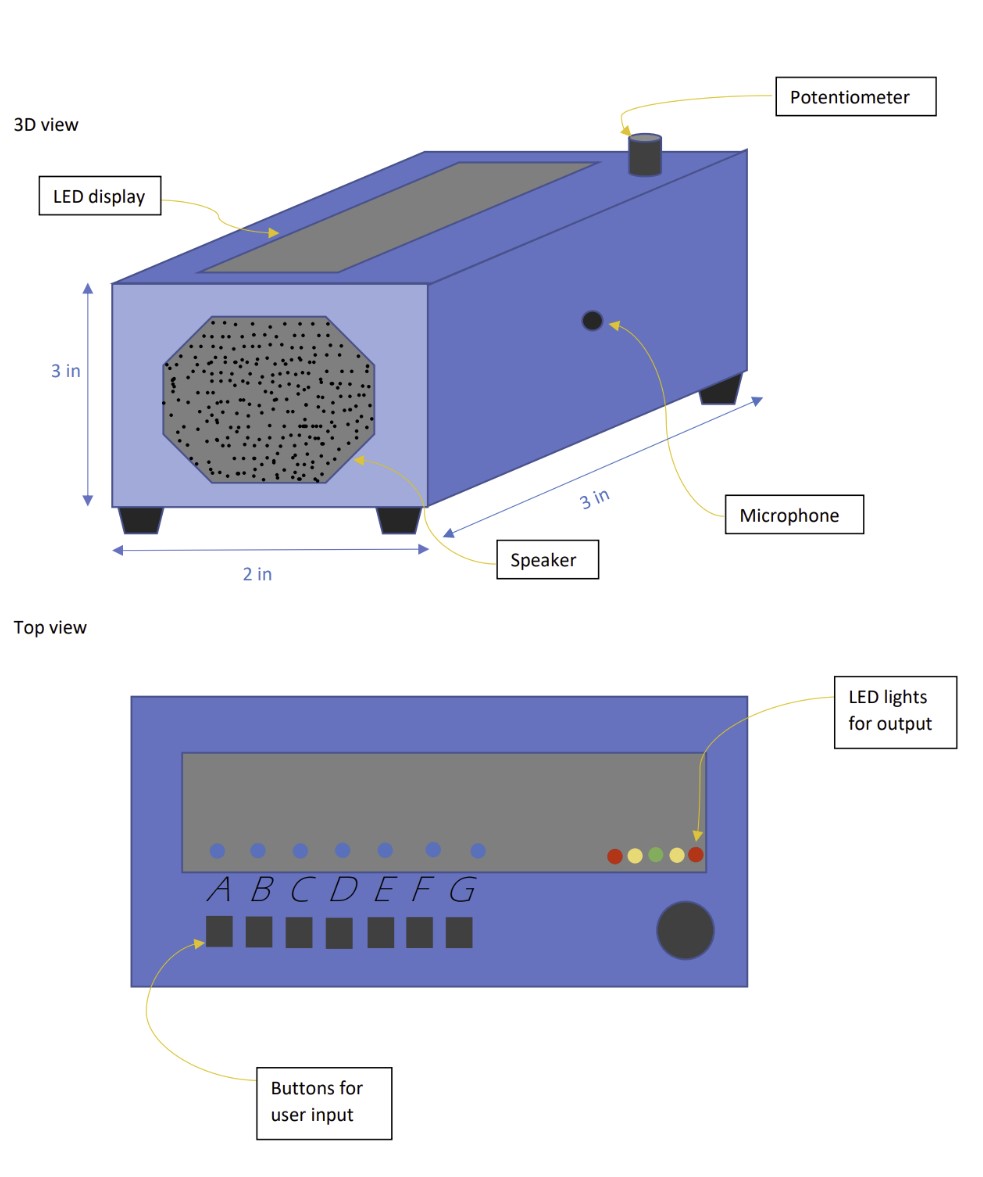 Potentiometer
3D view
LED display
3 in
3 in
Microphone
Speaker
2 in
Top view
LED lights
for output
A B C D E F G
Buttons for
user input